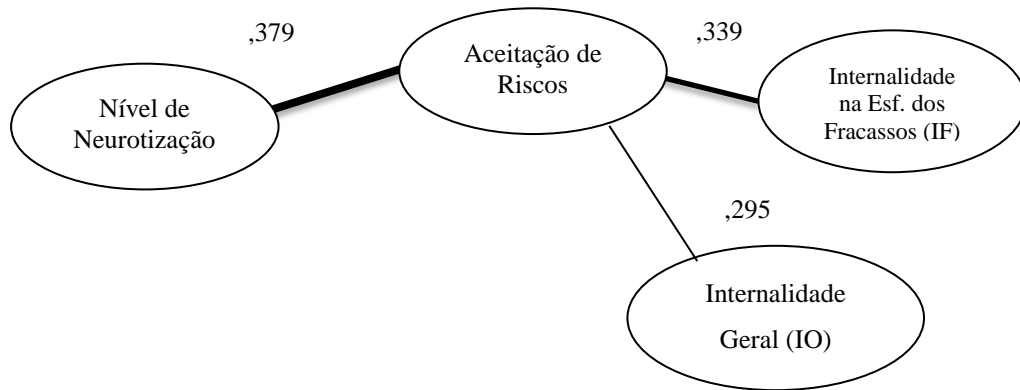 ,379
Nível de
Neurotização
Aceitação de
Riscos
,339
Internalidade
na Esf. dos
Fracassos (IF)
,295
Internalidade
Geral (IO)